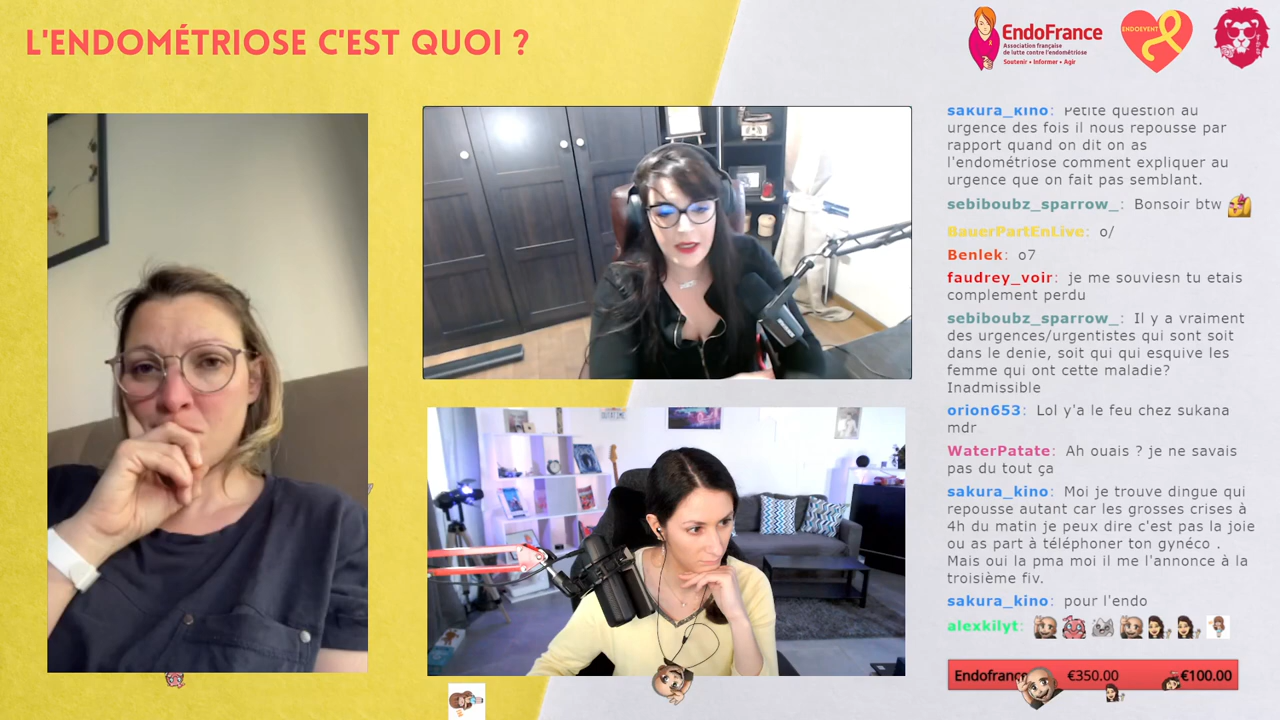 L'ENDOMÉTRIOSE C'EST QUOI ?
EndoFrance
Association française
de lutte contre l'endométriose
Soutenir • Informer • Agir
ENDOEVENT
sakura_kino: Petite question au
urgence des fois il nous repousse par
rapport quand on dit on as
l'endométriose comment expliquer au
urgence que on fait pas semblant.
sebiboubz_sparrow_: Bonsoir btw
BauerPartEnLive: o/
Benlek: o7
faudrey_voir: je me souviesn tu etais
complement perdu
sebiboubz_sparrow_: Il y a vraiment
des urgences/urgentistes qui sont soit
dans le denie, soit qui qui esquive les
femme qui ont cette maladie?
Inadmissible
orion653: Lol y'a le feu chez sukana
mdr
WaterPatate: Ah ouais ? je ne savais
pas du tout ça
sakura_kino: Moi je trouve dingue qui
repousse autant car les grosses crises à
4h du matin je peu dire c'est pas la joie
ou as part à téléphoner ton gynéco .
Mais oui la pma moi il me l'annonce à la
troisième fiv.
sakura_kino: pour l'endo
alexkilyt:
Endofrance €350.00 €100.00